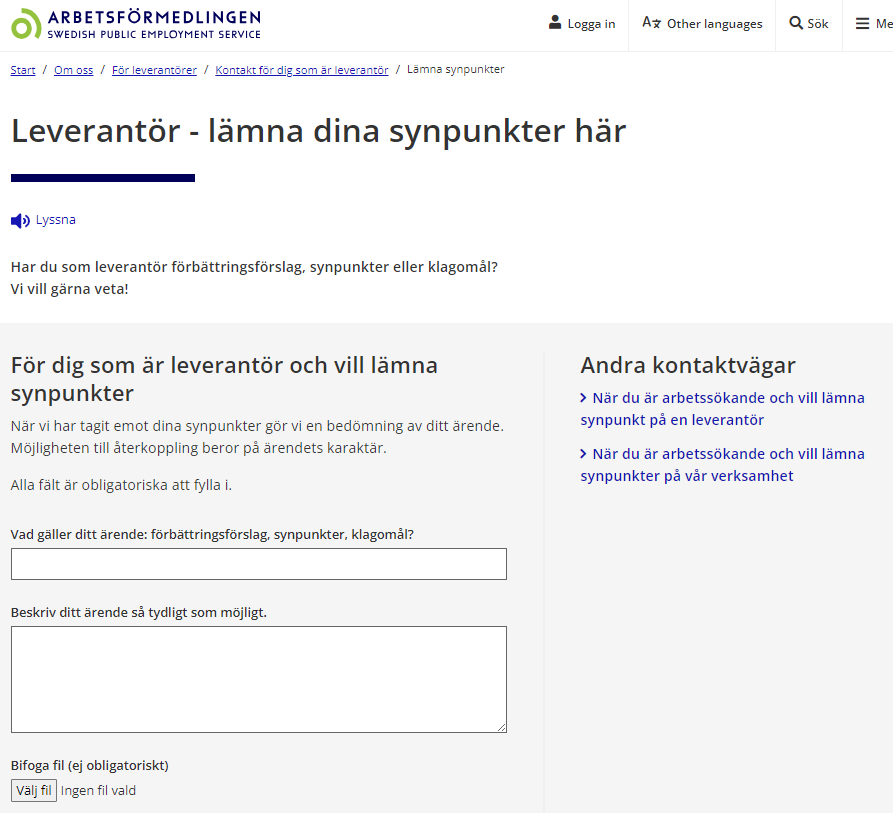 ARBETSFÖRMEDLINGEN
SWEDISH PUBLIC EMPLOYMENT SERVICE
Logga in
Other languages
Sök
Me
Start / Om oss / För leverantörer / Kontakt för dig som är leverantör / Lämna synpunkter
Leverantör - lämna dina synpunkter här
Lyssna
Har du som leverantör förbättringsförslag, synpunkter eller klagomål?
Vi vill gärna veta!
För dig som är leverantör och vill lämna
synpunkter
När vi har tagit emot dina synpunkter gör vi en bedömning av ditt ärende.
Möjligheten till återkoppling beror på ärendets karaktär.
Alla fält är obligatoriska att fylla i.
Vad gäller ditt ärende: förbättringsförslag, synpunkter, klagomål?
Beskriv ditt ärende så tydligt som möjligt.
Bifoga fil (ej obligatoriskt)
Välj fil Ingen fil vald
Andra kontaktvägar
När du är arbetssökande och vill lämna
synpunkt på en leverantör
När du är arbetssökande och vill lämna
synpunkter på vår verksamhet